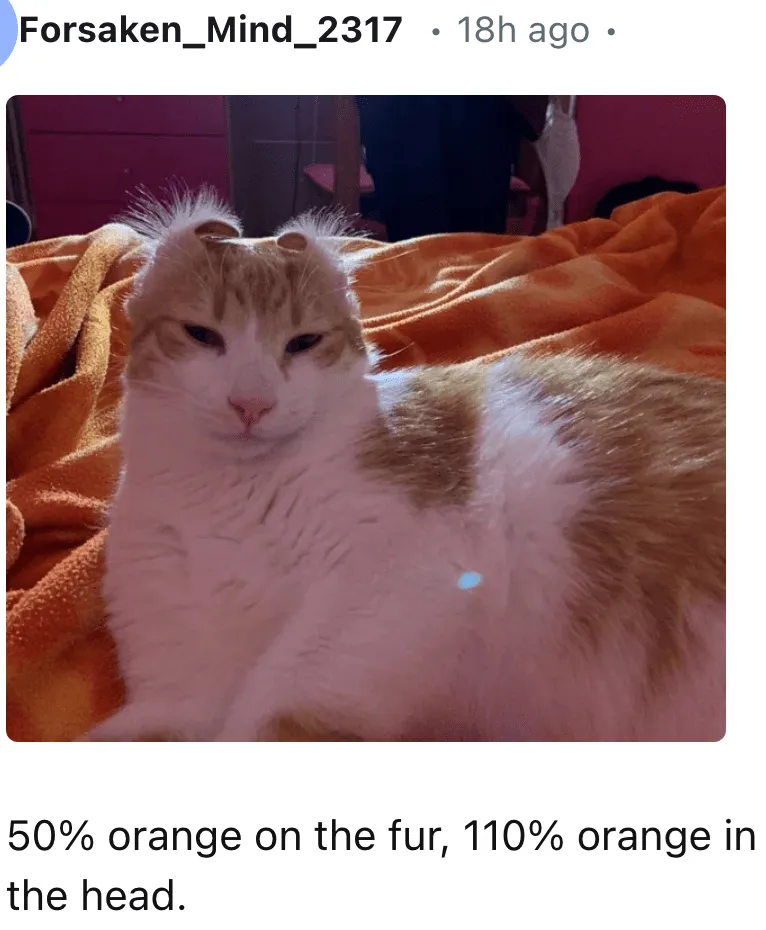 Forsaken_Mind_2317 • 18h ago •
50% orange on the fur, 110% orange in
the head.